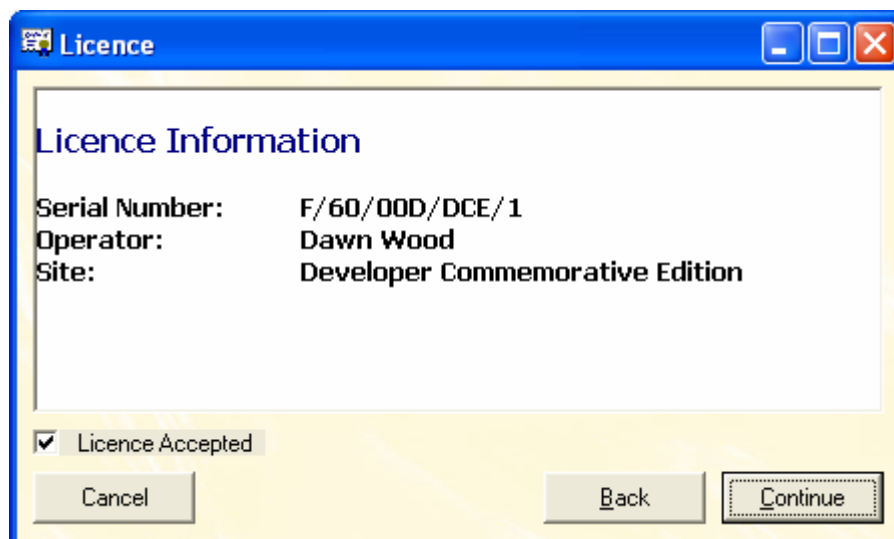 Licence
Licence Information
Serial Number: F/60/00D/DCE/1
Operator: Dawn Wood
Site: Developer Commemorative Edition
Licence Accepted
Cancel Back Continue